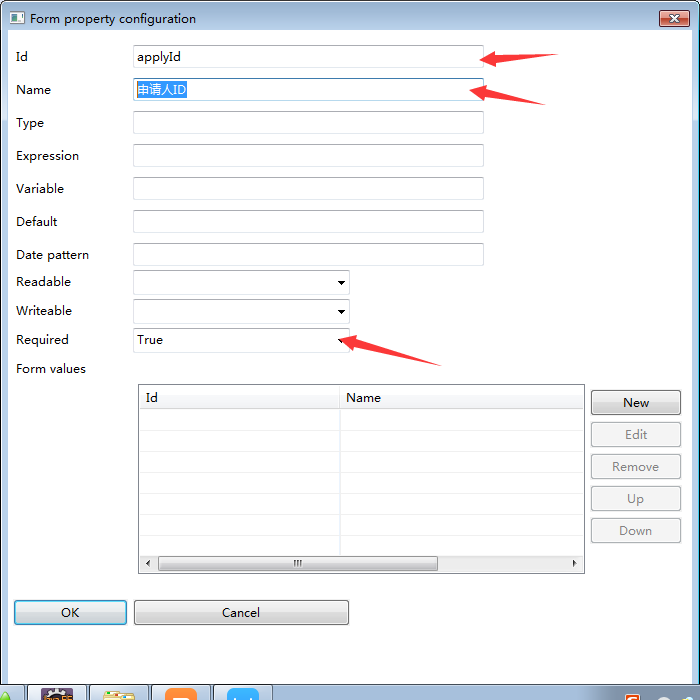 Form property configuration
Id applyId
Name 申请人ID
Type
Expression
Variable
Default
Date pattern
Readable
Writeable
Required True
Form values
Id Name
New
Edit
Remove
Up
Down
OK Cancel